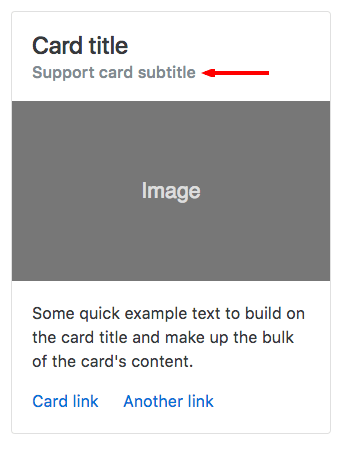 Card title
Support card subtitle
Image
Some quick example text to build on
the card title and make up the bulk
of the card's content.
Card link Another link